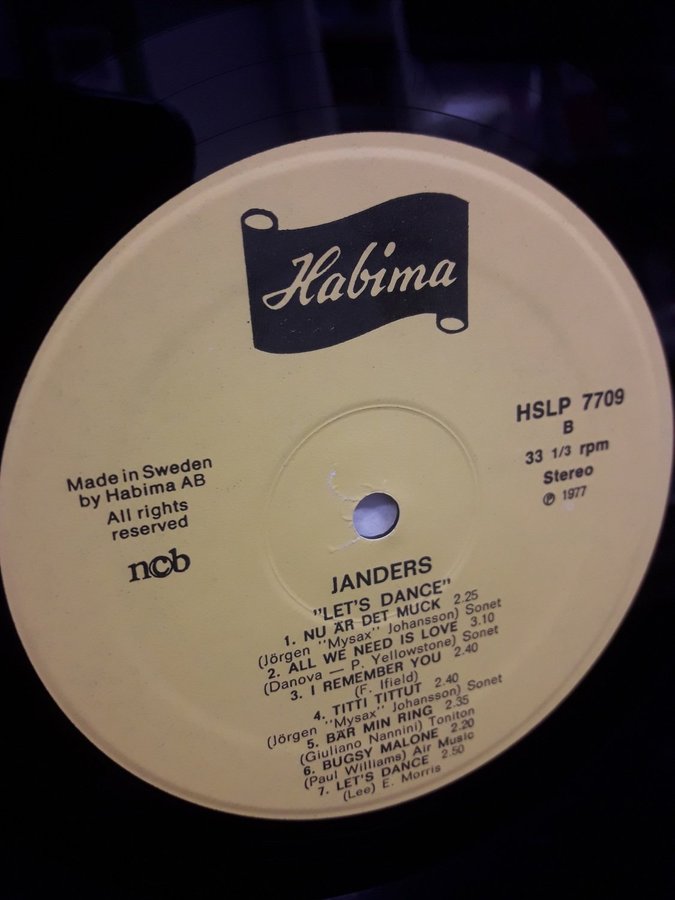 Habima
HSLP 7709
B
33 1/3 rpm
Stereo
℗ 1977
Made in Sweden
by Habima AB
All rights
reserved
ncb
JANDERS
"LET'S DANCE"
1. NU ÄR DET MUCK 2.25
(Jörgen "Mysax" Johansson) Sonet
2. ALL WE NEED IS LOVE 3.10
(Danova — P. Yellowstone) Sonet
3. I REMEMBER YOU 2.40
(F. Ifield)
4. TITTI TITTUT 2.40
(Jörgen "Mysax" Johansson) Sonet
5. BÄR MIN RING 2.35
(Giuliano Nannini) Toniton
6. BUGSY MALONE 2.20
(Paul Williams) Air Music
7. LET'S DANCE 2.50
(Lee) E. Morris